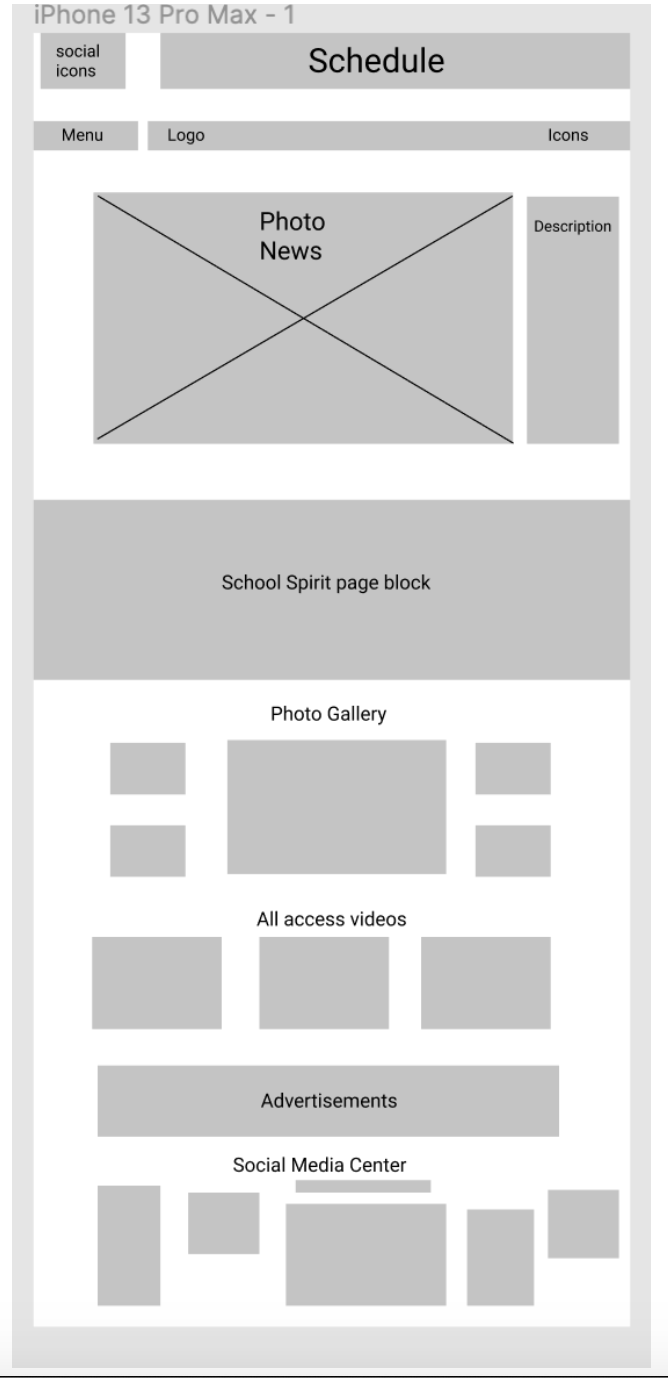 iPhone 13 Pro Max - 1
social
icons
Schedule
Menu
Logo
Icons
Photo
News
Description
School Spirit page block
Photo Gallery
All access videos
Advertisements
Social Media Center